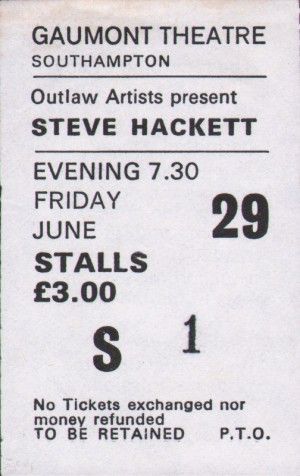 GAUMONT THEATRE
SOUTHAMPTON
Outlaw Artists present
STEVE HACKETT
EVENING 7.30
FRIDAY
JUNE 29
STALLS
£3.00
S 1
No Tickets exchanged nor
money refunded
TO BE RETAINED P.T.O.